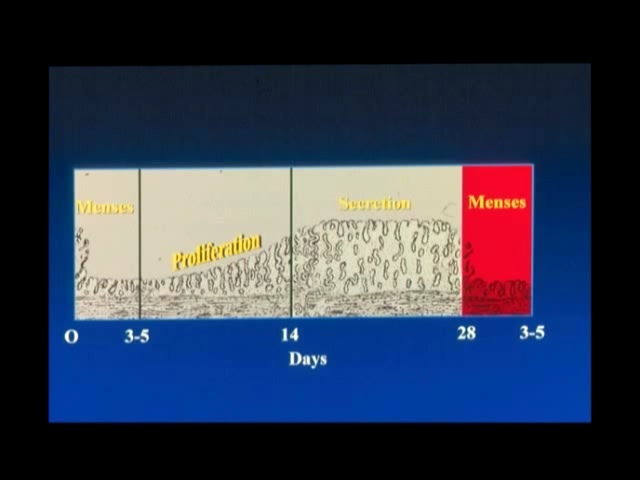 Menses
Proliferation
Secretion
Menses
O 3-5 14 28 3-5
Days